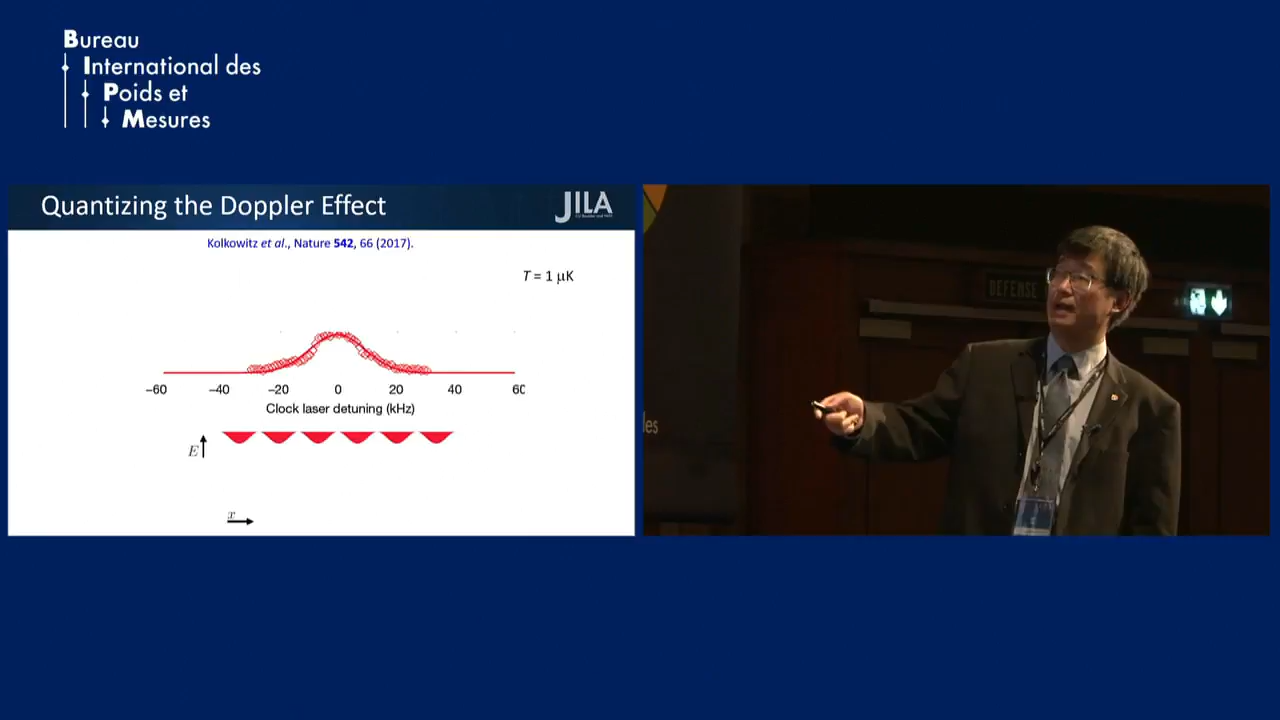 Bureau
International des
Poids et
Mesures
Quantizing the Doppler Effect
JILA
Kolkowitz et al., Nature 542, 66 (2017).
T = 1 µK
−60 −40 −20 0 20 40 60
Clock laser detuning (kHz)
E
x
DEFENSE
les